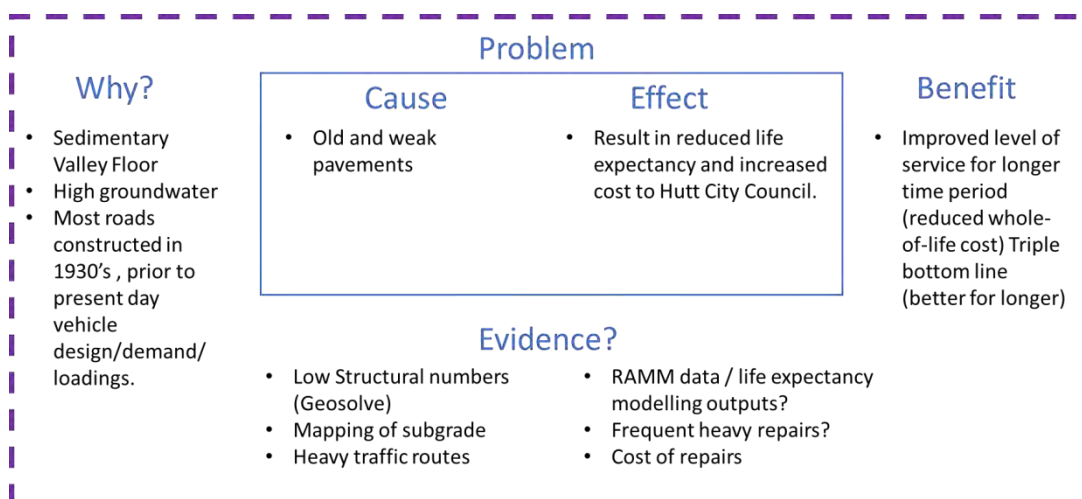 Problem
Why?
• Sedimentary
Valley Floor
• High groundwater
• Most roads
constructed in
1930's , prior to
present day
vehicle
design/demand/
loadings.
Cause
• Old and weak
pavements
Effect
• Result in reduced life
expectancy and increased
cost to Hutt City Council.
Benefit
• Improved level of
service for longer
time period
(reduced whole-
of-life cost) Triple
bottom line
(better for longer)
Evidence?
• Low Structural numbers
(Geosolve)
• Mapping of subgrade
• Heavy traffic routes
• RAMM data / life expectancy
modelling outputs?
• Frequent heavy repairs?
• Cost of repairs